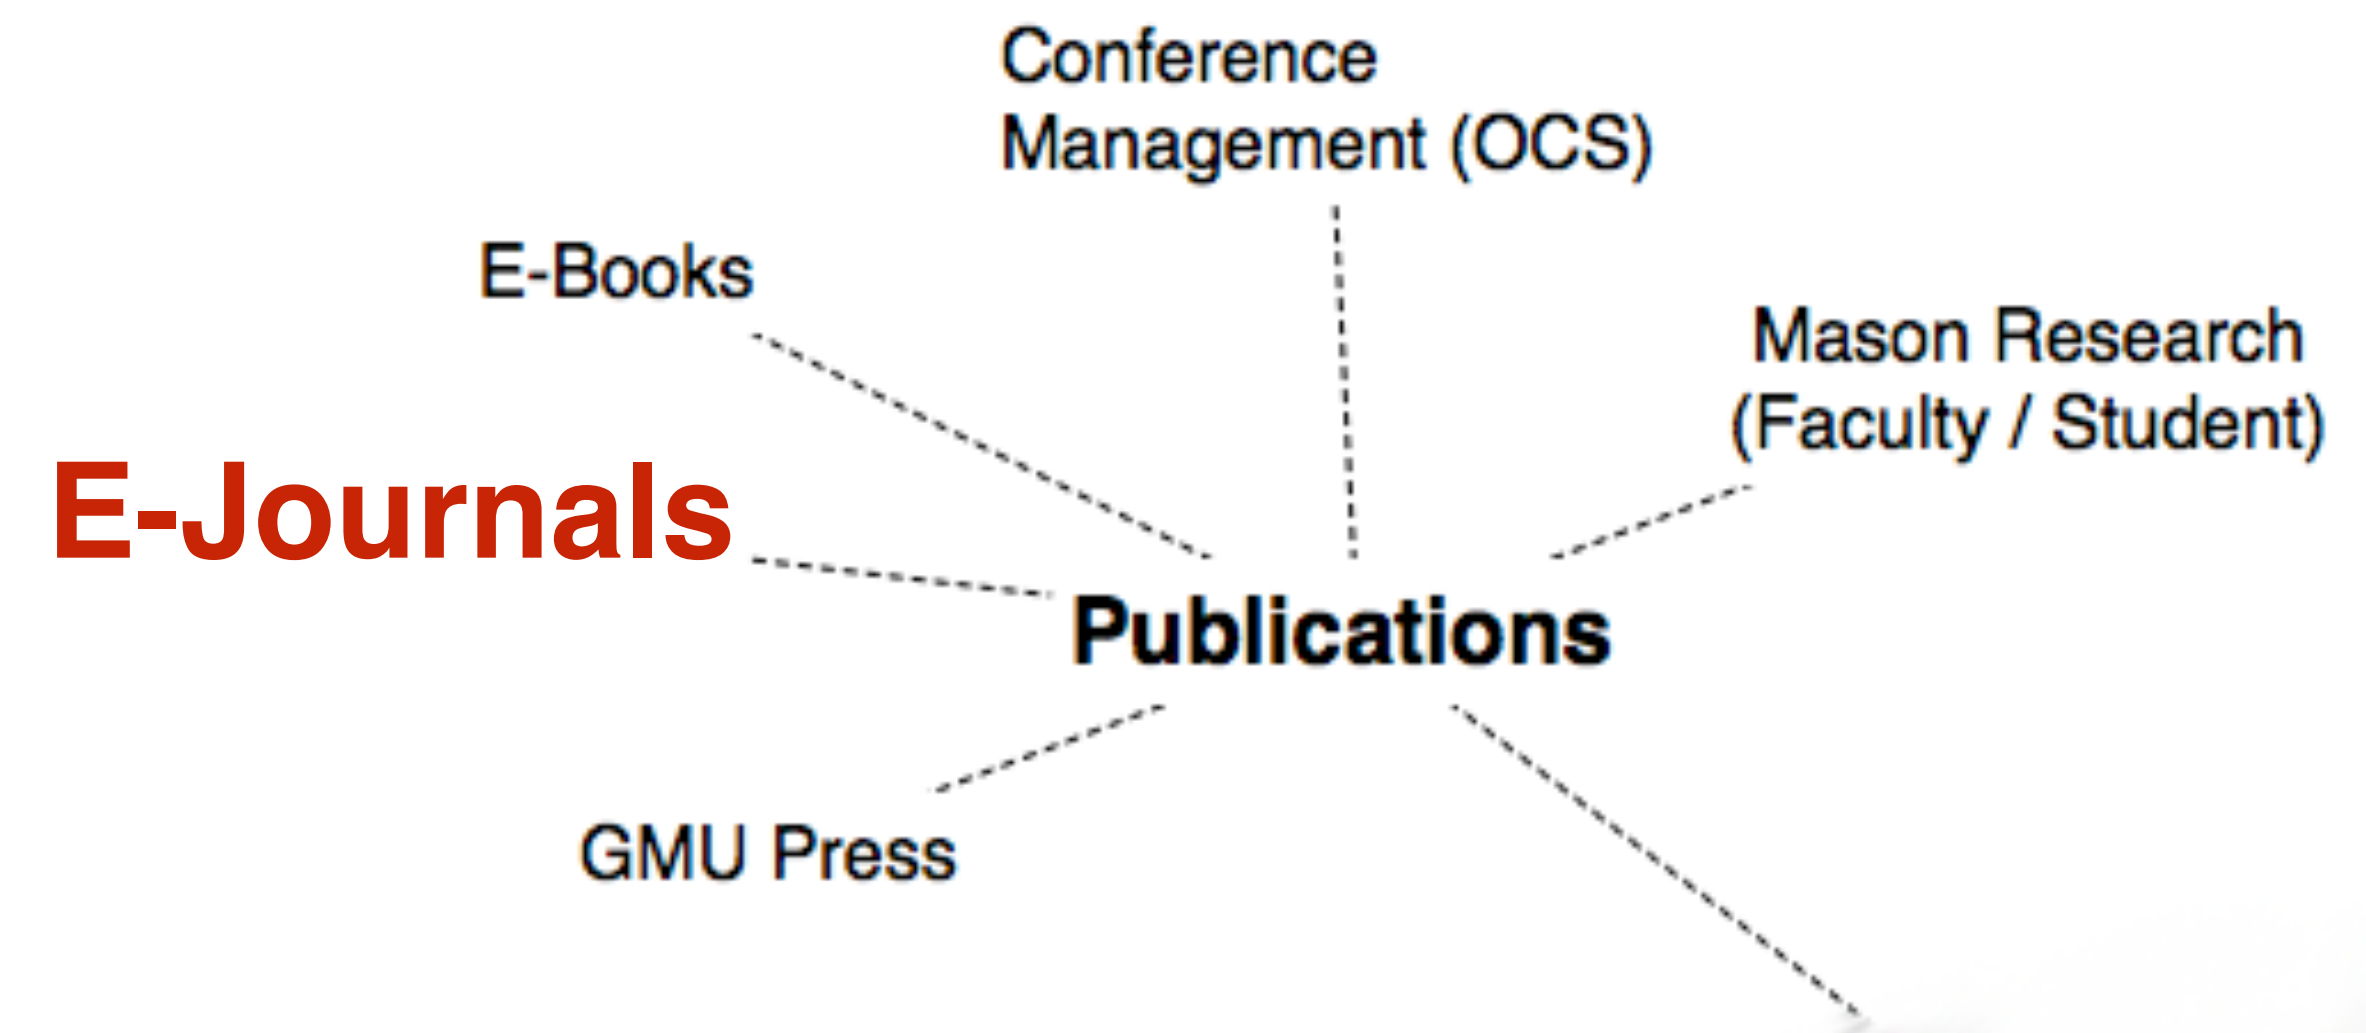 Conference
Management (OCS)
E-Books
Mason Research
(Faculty / Student)
E-Journals
Publications
GMU Press